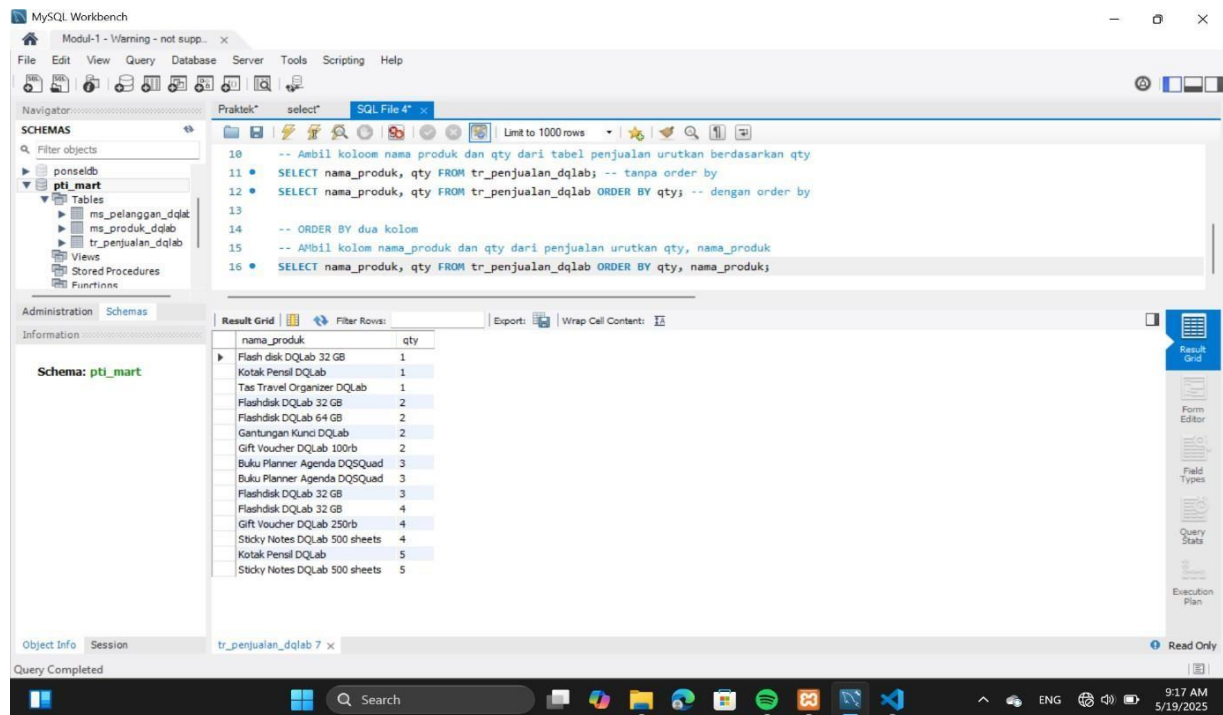 MySQL Workbench
Modul-1 - Warning - not supp...
File Edit View Query Database Server Tools Scripting Help
Navigator
Praktek* select* SQL File 4*
SCHEMAS
Limit to 1000 rows
Filter objects
ponseldb
pti_mart
Tables
ms_pelanggan_dqlab
ms_produk_dqlab
tr_penjualan_dqlab
Views
Stored Procedures
Functions
10 -- Ambil koloom nama produk dan qty dari tabel penjualan urutkan berdasarkan qty
11 SELECT nama_produk, qty FROM tr_penjualan_dqlab; -- tanpa order by
12 SELECT nama_produk, qty FROM tr_penjualan_dqlab ORDER BY qty; -- dengan order by
13
14 -- ORDER BY dua kolom
15 -- AMbil kolom nama_produk dan qty dari penjualan urutkan qty, nama_produk
16 SELECT nama_produk, qty FROM tr_penjualan_dqlab ORDER BY qty, nama_produk;
Administration Schemas
Information
Schema: pti_mart
Result Grid Filter Rows: Export: Wrap Cell Content:
nama_produk qty
Flash disk DQLab 32 GB 1
Kotak Pensil DQLab 1
Tas Travel Organizer DQLab 1
Flashdisk DQLab 32 GB 2
Flashdisk DQLab 64 GB 2
Gantungan Kunci DQLab 2
Gift Voucher DQLab 100rb 2
Buku Planner Agenda DQSQuad 3
Buku Planner Agenda DQSQuad 3
Flashdisk DQLab 32 GB 3
Flashdisk DQLab 32 GB 4
Gift Voucher DQLab 250rb 4
Sticky Notes DQLab 500 sheets 4
Kotak Pensil DQLab 5
Sticky Notes DQLab 500 sheets 5
Result
Grid
Form
Editor
Field
Types
Query
Stats
Execution
Plan
Object Info Session
tr_penjualan_dqlab 7
Read Only
Query Completed
Search
ENG
9:17 AM
5/19/2025